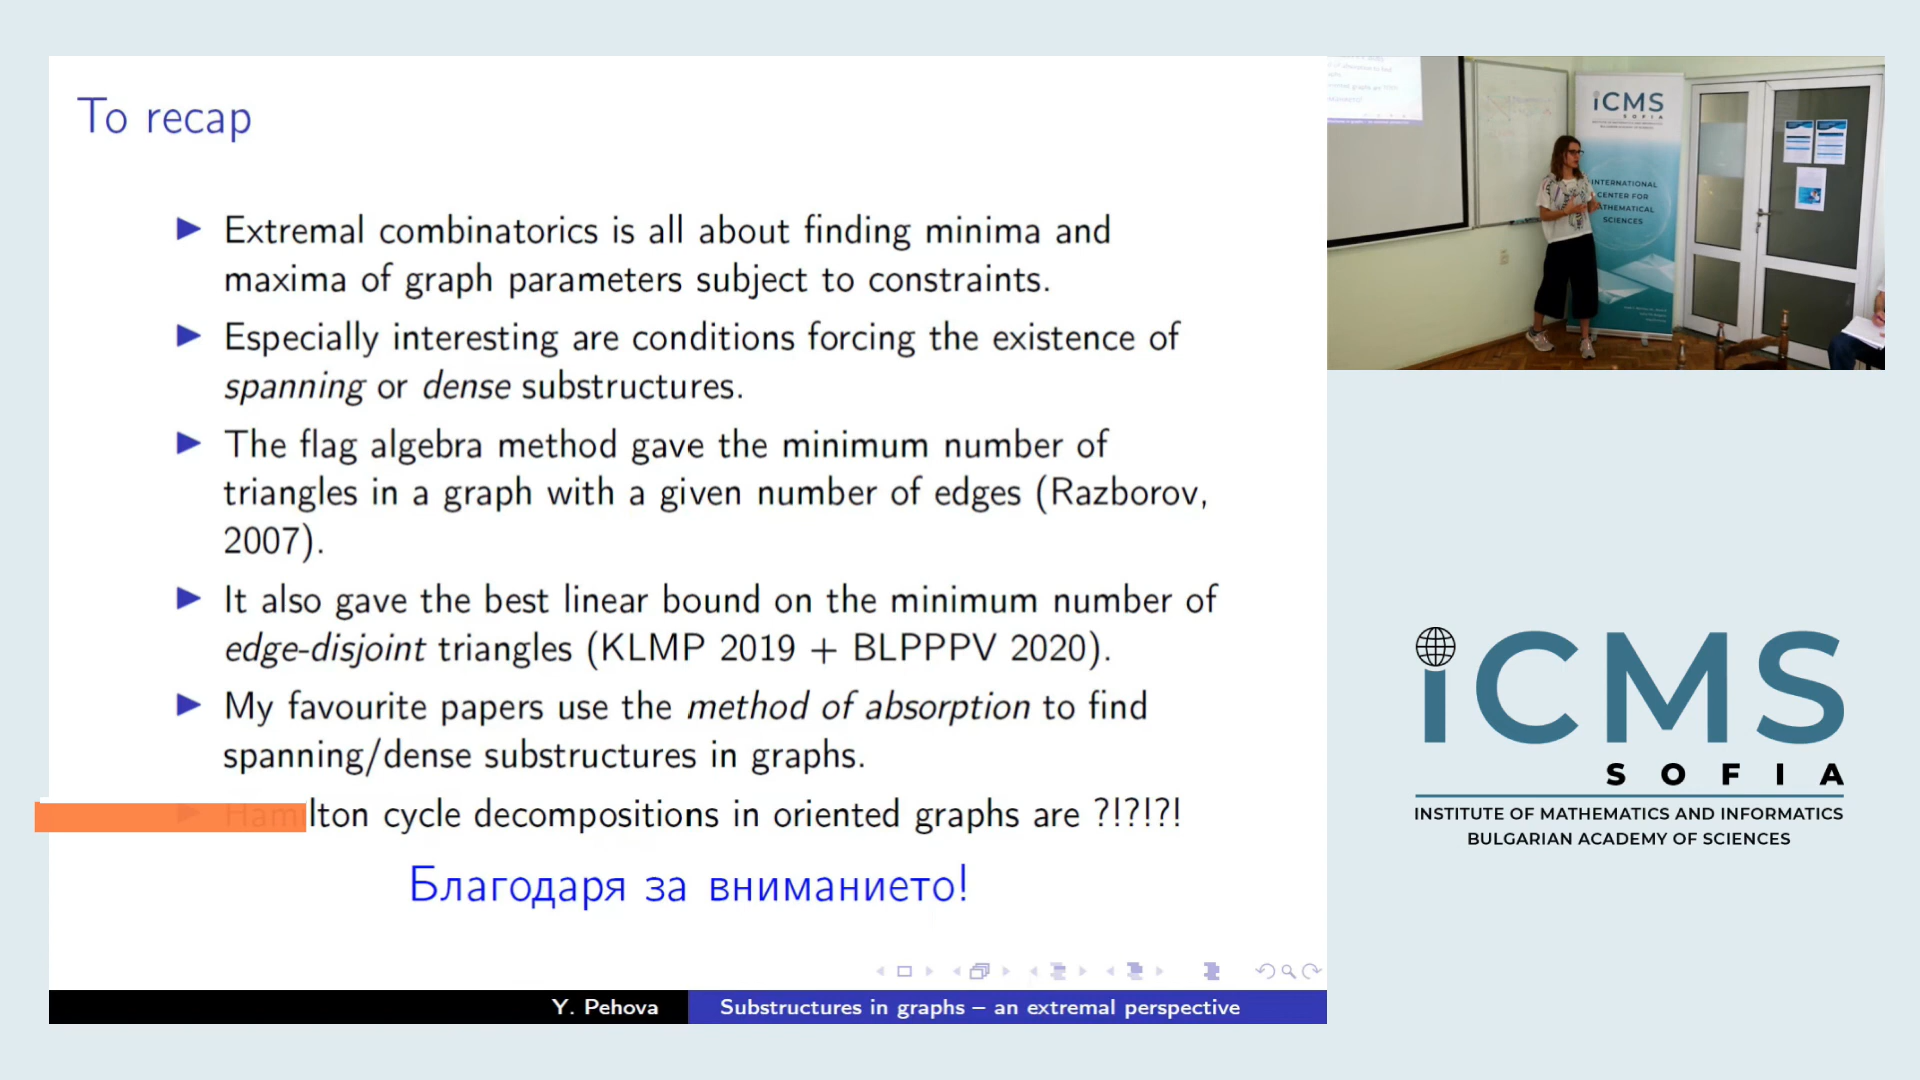 To recap
Extremal combinatorics is all about finding minima and
maxima of graph parameters subject to constraints.
Especially interesting are conditions forcing the existence of
spanning or dense substructures.
The flag algebra method gave the minimum number of
triangles in a graph with a given number of edges (Razborov,
2007).
It also gave the best linear bound on the minimum number of
edge-disjoint triangles (KLMP 2019 + BLPPPV 2020).
My favourite papers use the method of absorption to find
spanning/dense substructures in graphs.
Hamilton cycle decompositions in oriented graphs are ?!?!?!
Благодаря за вниманието!
Y. Pehova
Substructures in graphs – an extremal perspective
iCMS
SOFIA
INTERNATIONAL
CENTER FOR
MATHEMATICAL
SCIENCES
iCMS
SOFIA
INSTITUTE OF MATHEMATICS AND INFORMATICS
BULGARIAN ACADEMY OF SCIENCES